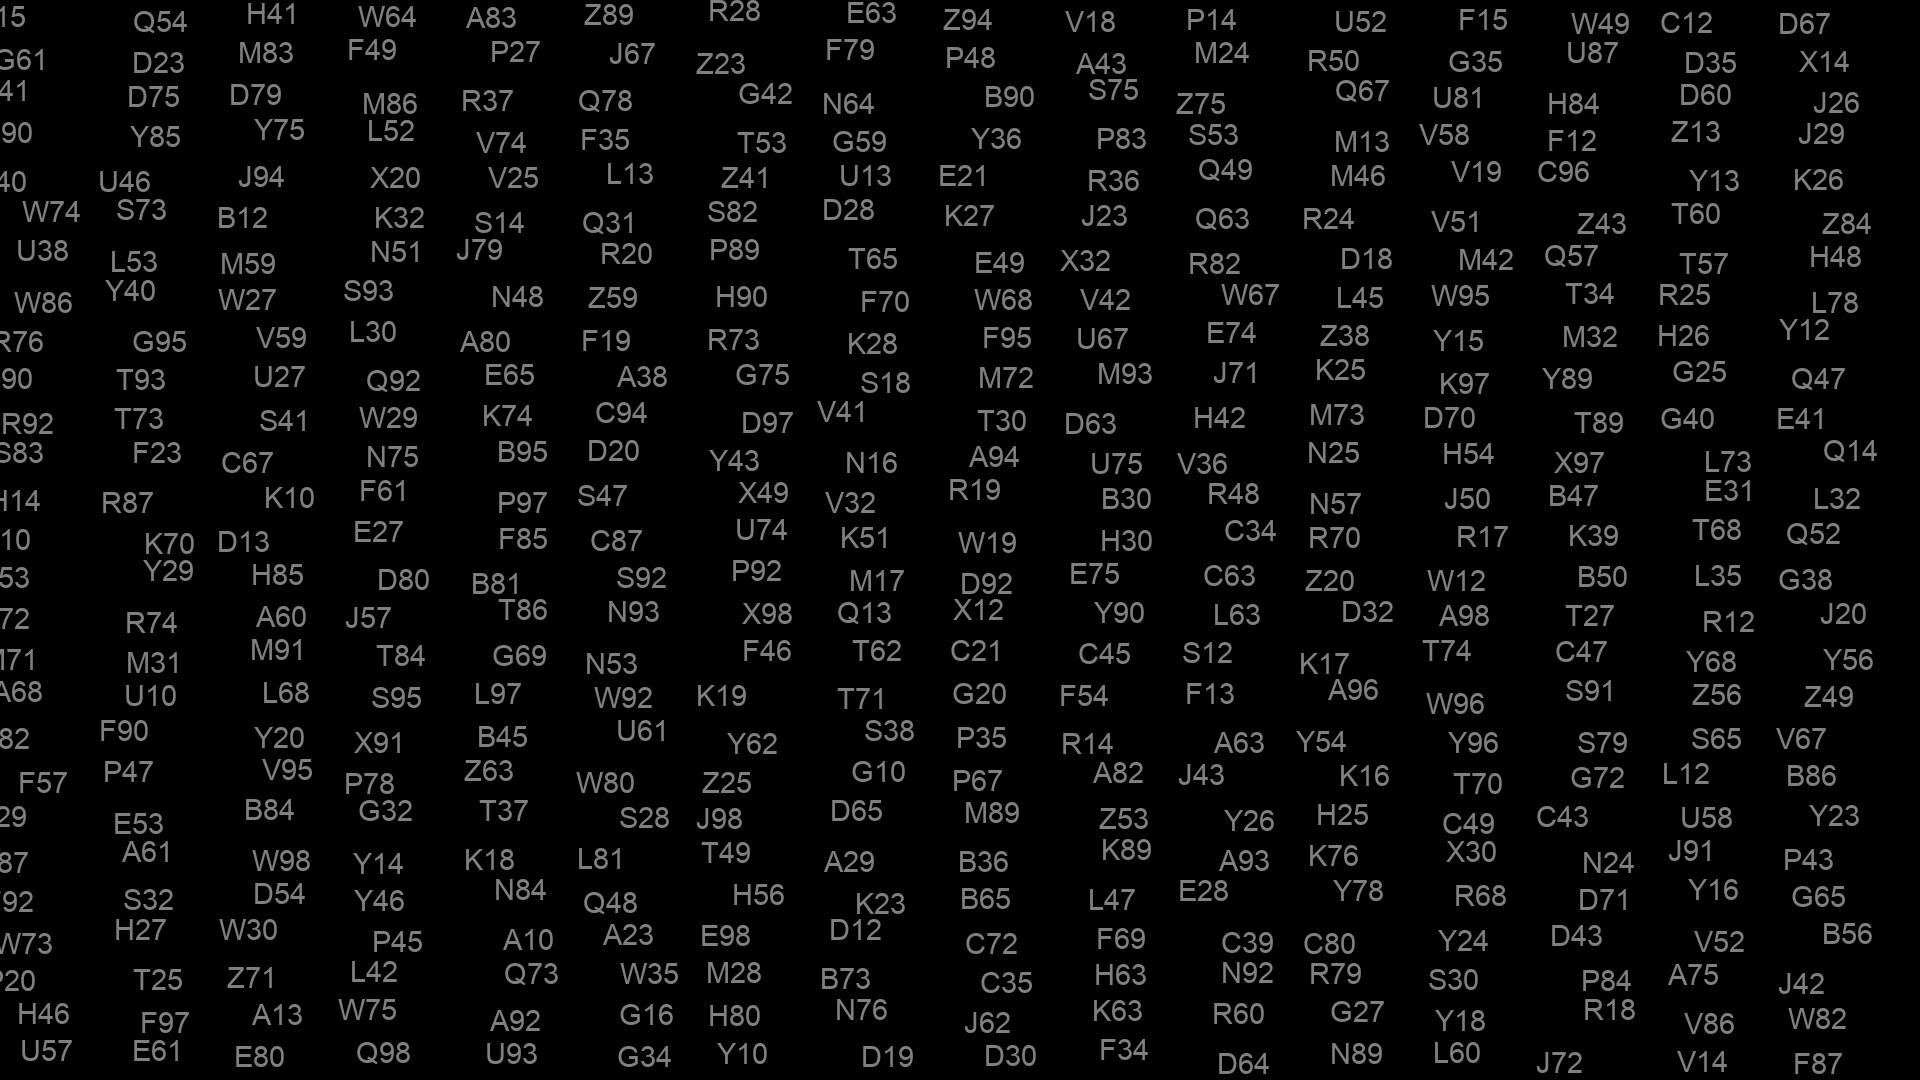 15 Q54 H41 W64 A83 Z89 R28 E63 Z94 V18 P14 U52 F15 W49 C12 D67
G61 D23 M83 F49 P27 J67 Z23 F79 P48 A43 M24 R50 G35 U87 D35 X14
41 D75 D79 M86 R37 Q78 G42 N64 B90 S75 Z75 Q67 U81 H84 D60 J26
90 Y85 Y75 L52 V74 F35 T53 G59 Y36 P83 S53 M13 V58 F12 Z13 J29
40 U46 J94 X20 V25 L13 Z41 U13 E21 R36 Q49 M46 V19 C96 Y13 K26
W74 S73 B12 K32 S14 Q31 S82 D28 K27 J23 Q63 R24 V51 Z43 T60 Z84
U38 L53 M59 N51 J79 R20 P89 T65 E49 X32 R82 D18 M42 Q57 T57 H48
W86 Y40 W27 S93 N48 Z59 H90 F70 W68 V42 W67 L45 W95 T34 R25 L78
R76 G95 V59 L30 A80 F19 R73 K28 F95 U67 E74 Z38 Y15 M32 H26 Y12
90 T93 U27 Q92 E65 A38 G75 S18 M72 M93 J71 K25 K97 Y89 G25 Q47
R92 T73 S41 W29 K74 C94 D97 V41 T30 D63 H42 M73 D70 T89 G40 E41
S83 F23 C67 N75 B95 D20 Y43 N16 A94 U75 V36 N25 H54 X97 L73 Q14
H14 R87 K10 F61 P97 S47 X49 V32 R19 B30 R48 N57 J50 B47 E31 L32
10 K70 D13 E27 F85 C87 U74 K51 W19 H30 C34 R70 R17 K39 T68 Q52
53 Y29 H85 D80 B81 S92 P92 M17 D92 E75 C63 Z20 W12 B50 L35 G38
72 R74 A60 J57 T86 N93 X98 Q13 X12 Y90 L63 D32 A98 T27 R12 J20
M71 M31 M91 T84 G69 N53 F46 T62 C21 C45 S12 K17 T74 C47 Y68 Y56
A68 U10 L68 S95 L97 W92 K19 T71 G20 F54 F13 A96 W96 S91 Z56 Z49
82 F90 Y20 X91 B45 U61 Y62 S38 P35 R14 A63 Y54 Y96 S79 S65 V67
F57 P47 V95 P78 Z63 W80 Z25 G10 P67 A82 J43 K16 T70 G72 L12 B86
29 E53 B84 G32 T37 S28 J98 D65 M89 Z53 Y26 H25 C49 C43 U58 Y23
87 A61 W98 Y14 K18 L81 T49 A29 B36 K89 A93 K76 X30 N24 J91 P43
92 S32 D54 Y46 N84 Q48 H56 K23 B65 L47 E28 Y78 R68 D71 Y16 G65
W73 H27 W30 P45 A10 A23 E98 D12 C72 F69 C39 C80 Y24 D43 V52 B56
P20 T25 Z71 L42 Q73 W35 M28 B73 C35 H63 N92 R79 S30 P84 A75 J42
H46 F97 A13 W75 A92 G16 H80 N76 J62 K63 R60 G27 Y18 R18 V86 W82
U57 E61 E80 Q98 U93 G34 Y10 D19 D30 F34 D64 N89 L60 J72 V14 F87